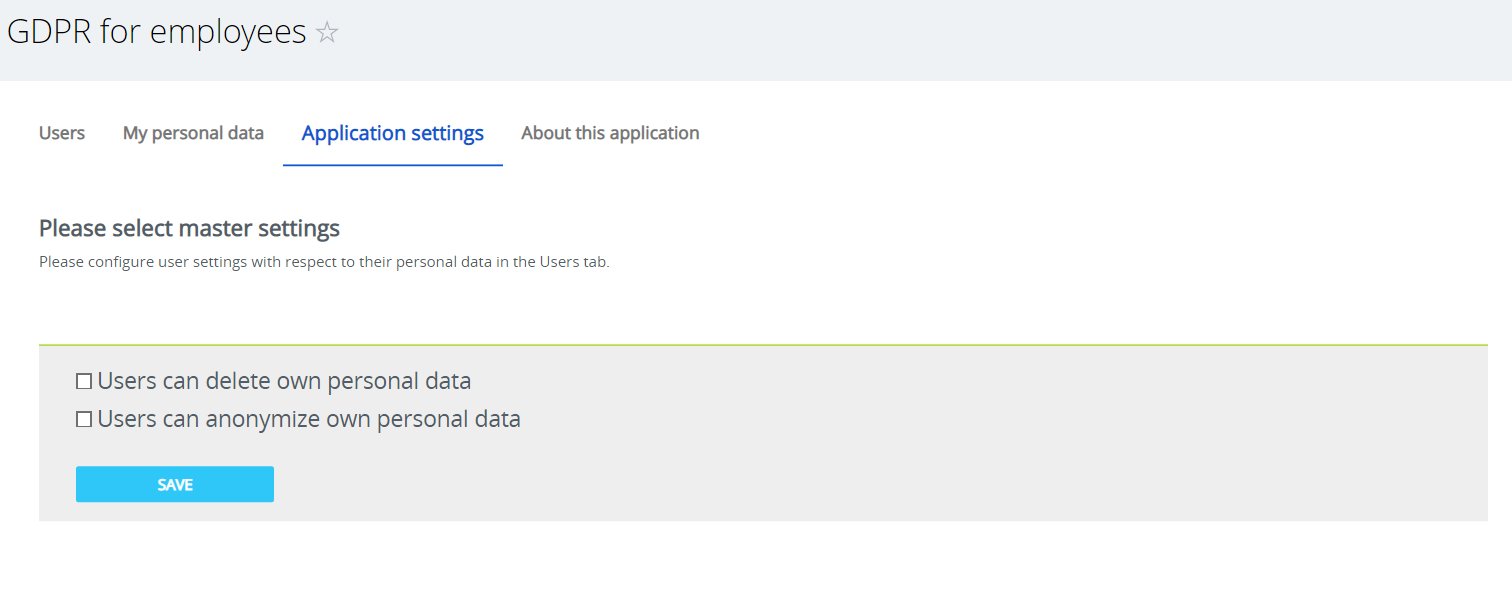 GDPR for employees
Users My personal data Application settings About this application
Please select master settings
Please configure user settings with respect to their personal data in the Users tab.
Users can delete own personal data
Users can anonymize own personal data
SAVE